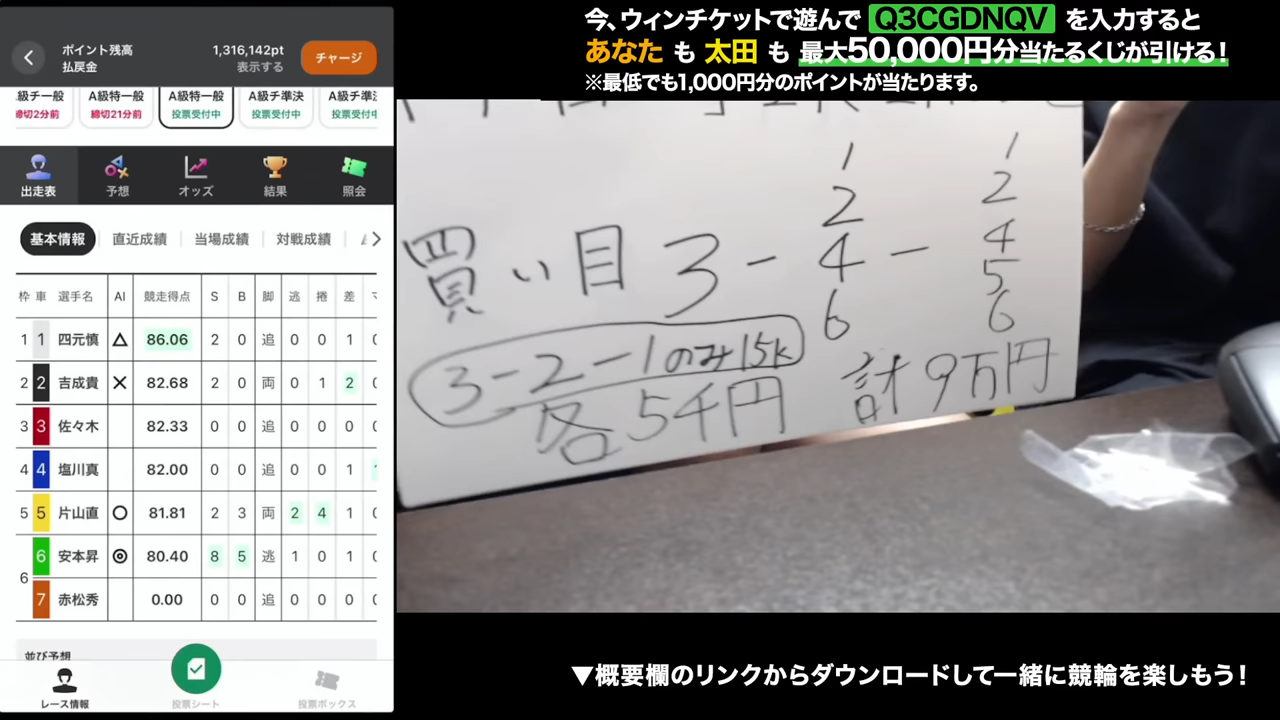 ポイント残高
1,316,142pt
チャージ
払戻金
表示する
級チ一般
A級特一般
A級特一般
A級チ準決
A級チ準
締切2分前
締切21分前
投票受付中
投票受付中
投票受付中
出走表
予想
オッズ
結果
照会
基本情報
直近成績
当場成績
対戦成績
枠 車 選手名 AI 競走得点 S B 脚 逃 捲 差
1 1 四元慎 △ 86.06 2 0 追 0 1 0
2 2 吉成貴 × 82.68 2 0 両 0 1 2
3 3 佐々木 82.33 0 0 追 0 0 0
4 4 塩川真 82.00 0 0 追 0 0 1
5 5 片山直 ○ 81.81 2 3 両 2 4 1
6 安本昇 ◎ 80.40 8 5 逃 1 0 1
6
7 赤松秀 0.00 0 0 追 0 0 0
並び予想
レース情報
投票シート
投票ボックス
今、ウィンチケットで遊んで Q3CGDNQV を入力すると
あなた も 太田 も 最大50,000円分当たるくじが引ける!
※最低でも1,000円分のポイントが当たります。
1 1
2 2
買い目 3 - 4 - 4
5
6 6
3-2-1のみ15k
各5千円 計9万円
▼概要欄のリンクからダウンロードして一緒に競輪を楽しもう!